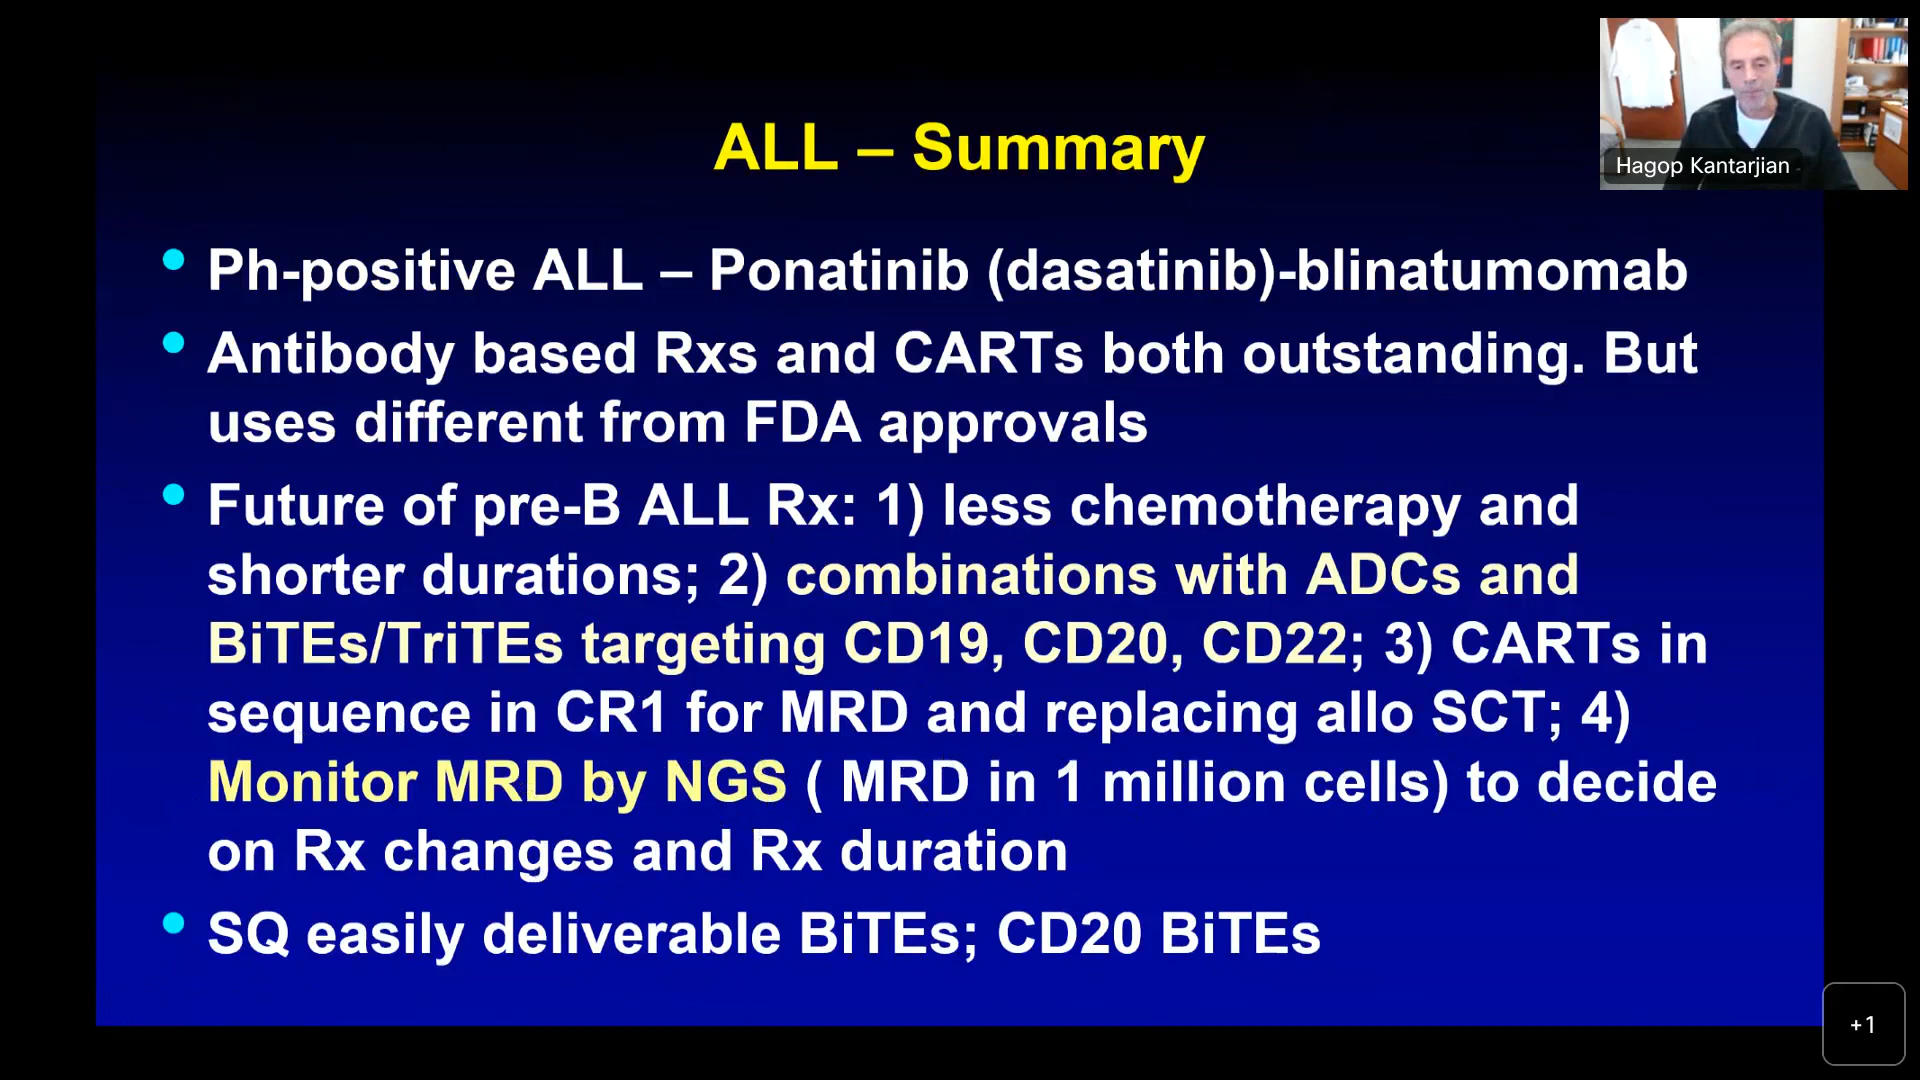 ALL – Summary
Hagop Kantarjian
• Ph-positive ALL – Ponatinib (dasatinib)-blinatumomab
• Antibody based Rxs and CARTs both outstanding. But
uses different from FDA approvals
• Future of pre-B ALL Rx: 1) less chemotherapy and
shorter durations; 2) combinations with ADCs and
BiTEs/TriTEs targeting CD19, CD20, CD22; 3) CARTs in
sequence in CR1 for MRD and replacing allo SCT; 4)
Monitor MRD by NGS ( MRD in 1 million cells) to decide
on Rx changes and Rx duration
• SQ easily deliverable BiTEs; CD20 BiTEs
+1